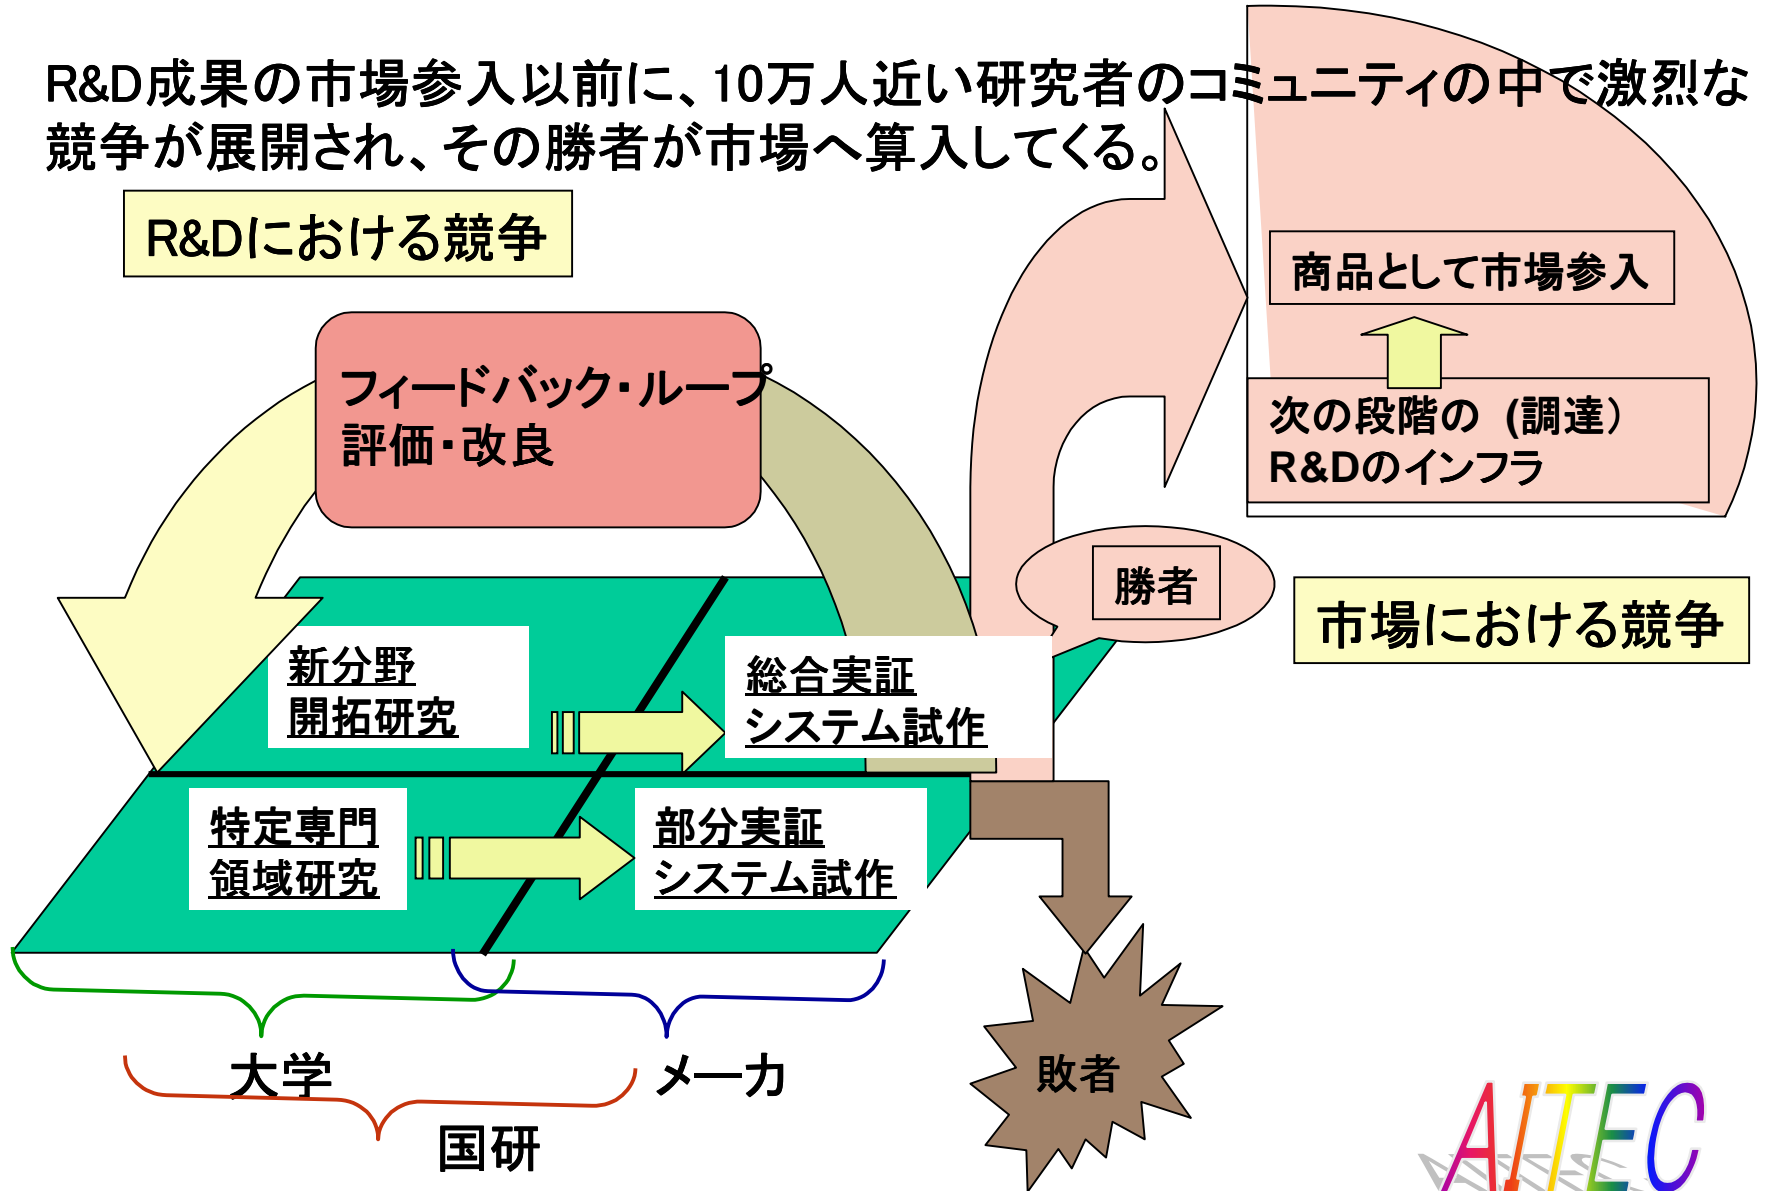 R&D成果の市場参入以前に、10万人近い研究者のコミュニティの中で激烈な
競争が展開され、その勝者が市場へ算入してくる。
R&Dにおける競争
商品として市場参入
フィードバック・ループ
評価・改良
次の段階の (調達）
R&Dのインフラ
勝者
市場における競争
新分野
開拓研究
総合実証
システム試作
特定専門
領域研究
部分実証
システム試作
大学
メーカ
敗者
国研
AITEC